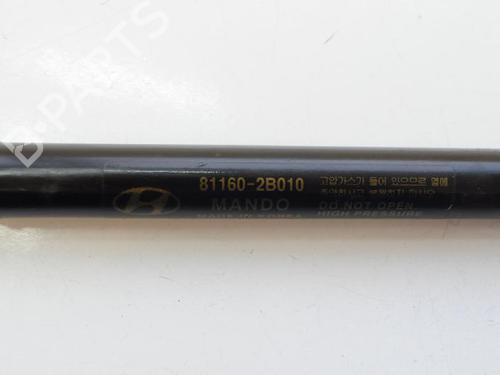 B-PARTS
81160-2B010
MANDO
MADE IN KOREA
고압가스가 들어 있으므로 열에
DO NOT OPEN
HIGH PRESSURE